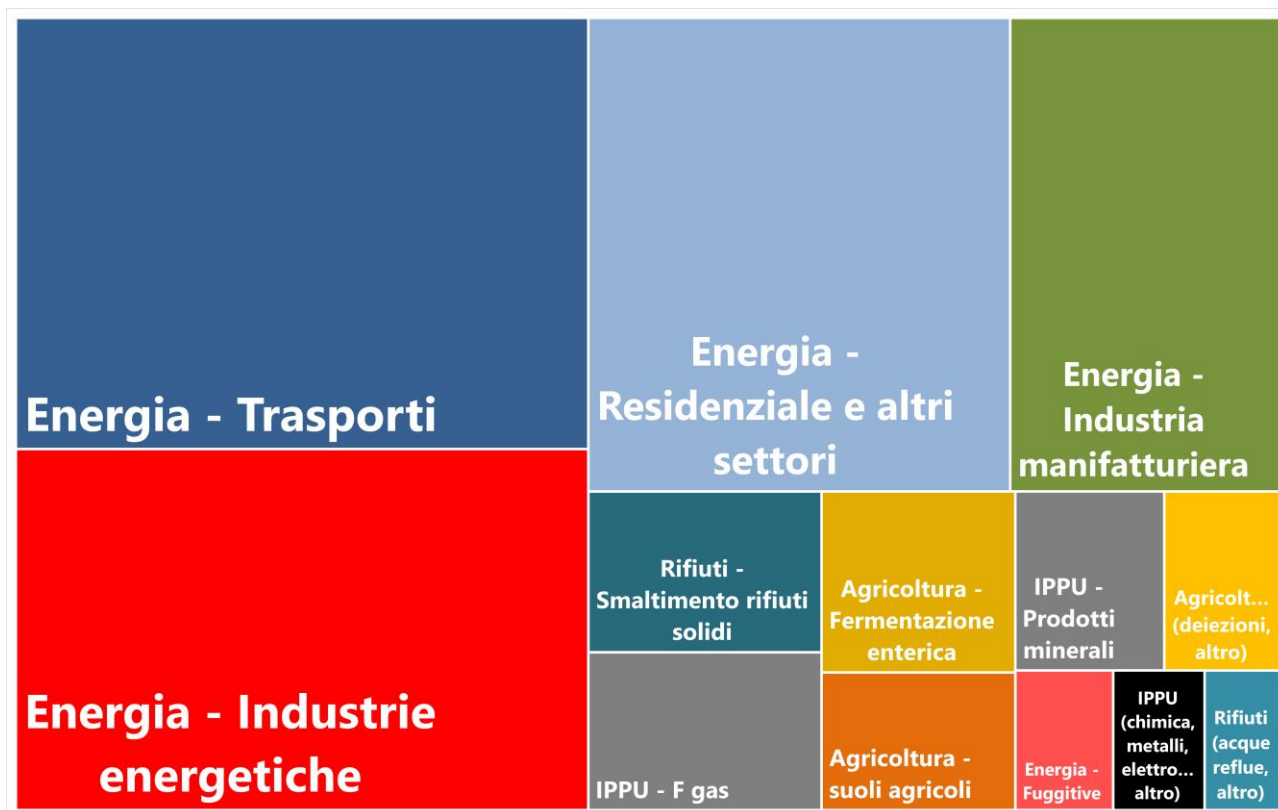 Energia - Trasporti
Energia -
Residenziale e altri
settori
Energia -
Industria
manifatturiera
Energia - Industrie
energetiche
Rifiuti -
Smaltimento rifiuti
solidi
Agricoltura -
Fermentazione
enterica
IPPU -
Prodotti
minerali
Agricolt...
(deiezioni,
altro)
IPPU - F gas
Agricoltura -
suoli agricoli
Energia -
Fuggitive
IPPU
(chimica,
metalli,
elettro...
altro)
Rifiuti
(acque
reflue,
altro)